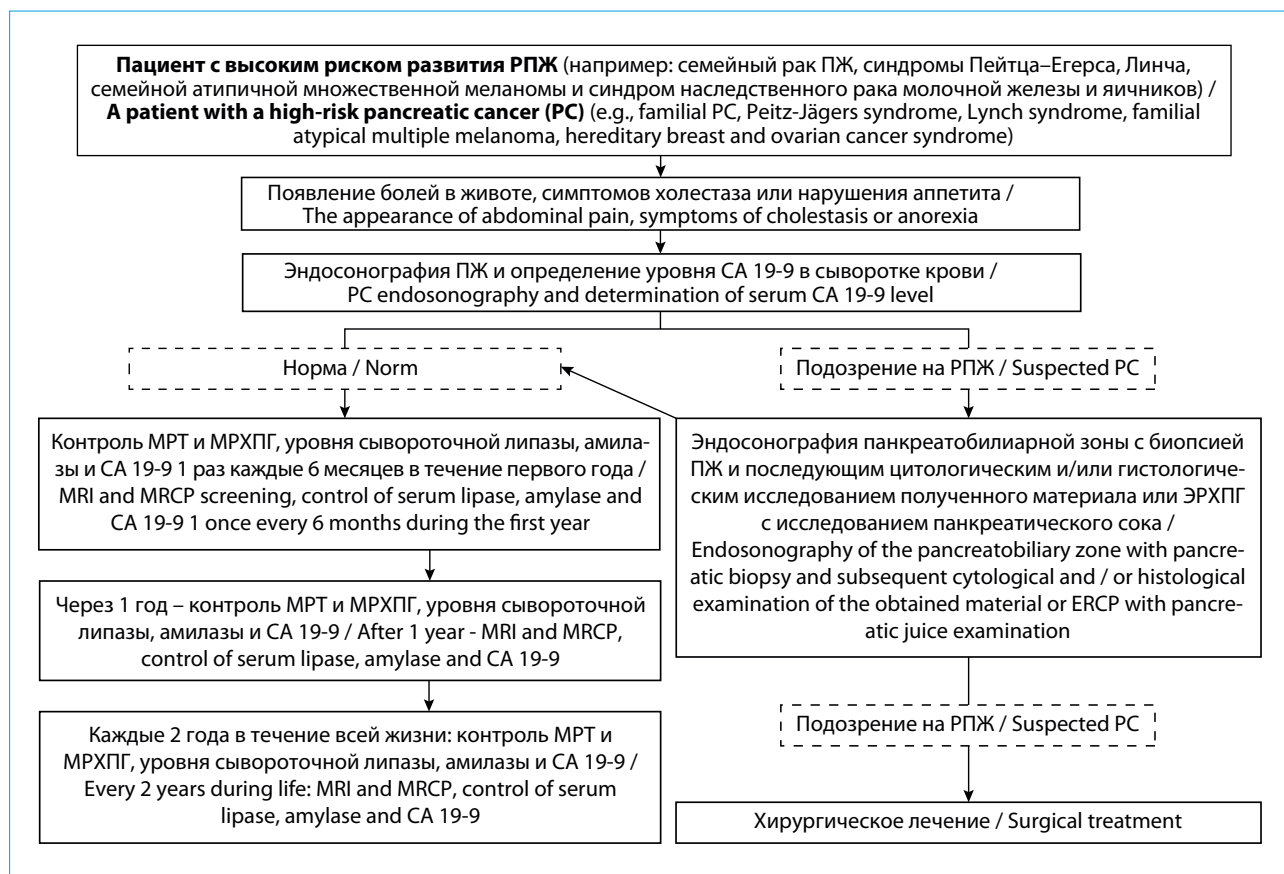 Пациент с высоким риском развития РПЖ (например: семейный рак ПЖ, синдромы Пейтца–Егерса, Линча,
семейной атипичной множественной меланомы и синдром наследственного рака молочной железы и яичников) /
A patient with a high-risk pancreatic cancer (PC) (e.g., familial PC, Peitz-Jägers syndrome, Lynch syndrome, familial
atypical multiple melanoma, hereditary breast and ovarian cancer syndrome)
Появление болей в животе, симптомов холестаза или нарушения аппетита /
The appearance of abdominal pain, symptoms of cholestasis or anorexia
Эндосонография ПЖ и определение уровня СА 19-9 в сыворотке крови /
PC endosonography and determination of serum CA 19-9 level
Норма / Norm
Подозрение на РПЖ / Suspected PC
Контроль МРТ и МРХПГ, уровня сывороточной липазы, амила-
зы и СА 19-9 1 раз каждые 6 месяцев в течение первого года /
MRI and MRCP screening, control of serum lipase, amylase and
CA 19-9 1 once every 6 months during the first year
Через 1 год – контроль МРТ и МРХПГ, уровня сывороточной
липазы, амилазы и СА 19-9 / After 1 year - MRI and MRCP,
control of serum lipase, amylase and CA 19-9
Каждые 2 года в течение всей жизни: контроль МРТ и
МРХПГ, уровня сывороточной липазы, амилазы и СА 19-9 /
Every 2 years during life: MRI and MRCP, control of serum
lipase, amylase and CA 19-9
Эндосонография панкреатобилиарной зоны с биопсией
ПЖ и последующим цитологическим и/или гистологиче-
ским исследованием полученного материала или ЭРХПГ
с исследованием панкреатического сока /
Endosonography of the pancreatobiliary zone with pancre-
atic biopsy and subsequent cytological and / or histological
examination of the obtained material or ERCP with pancre-
atic juice examination
Подозрение на РПЖ / Suspected PC
Хирургическое лечение / Surgical treatment